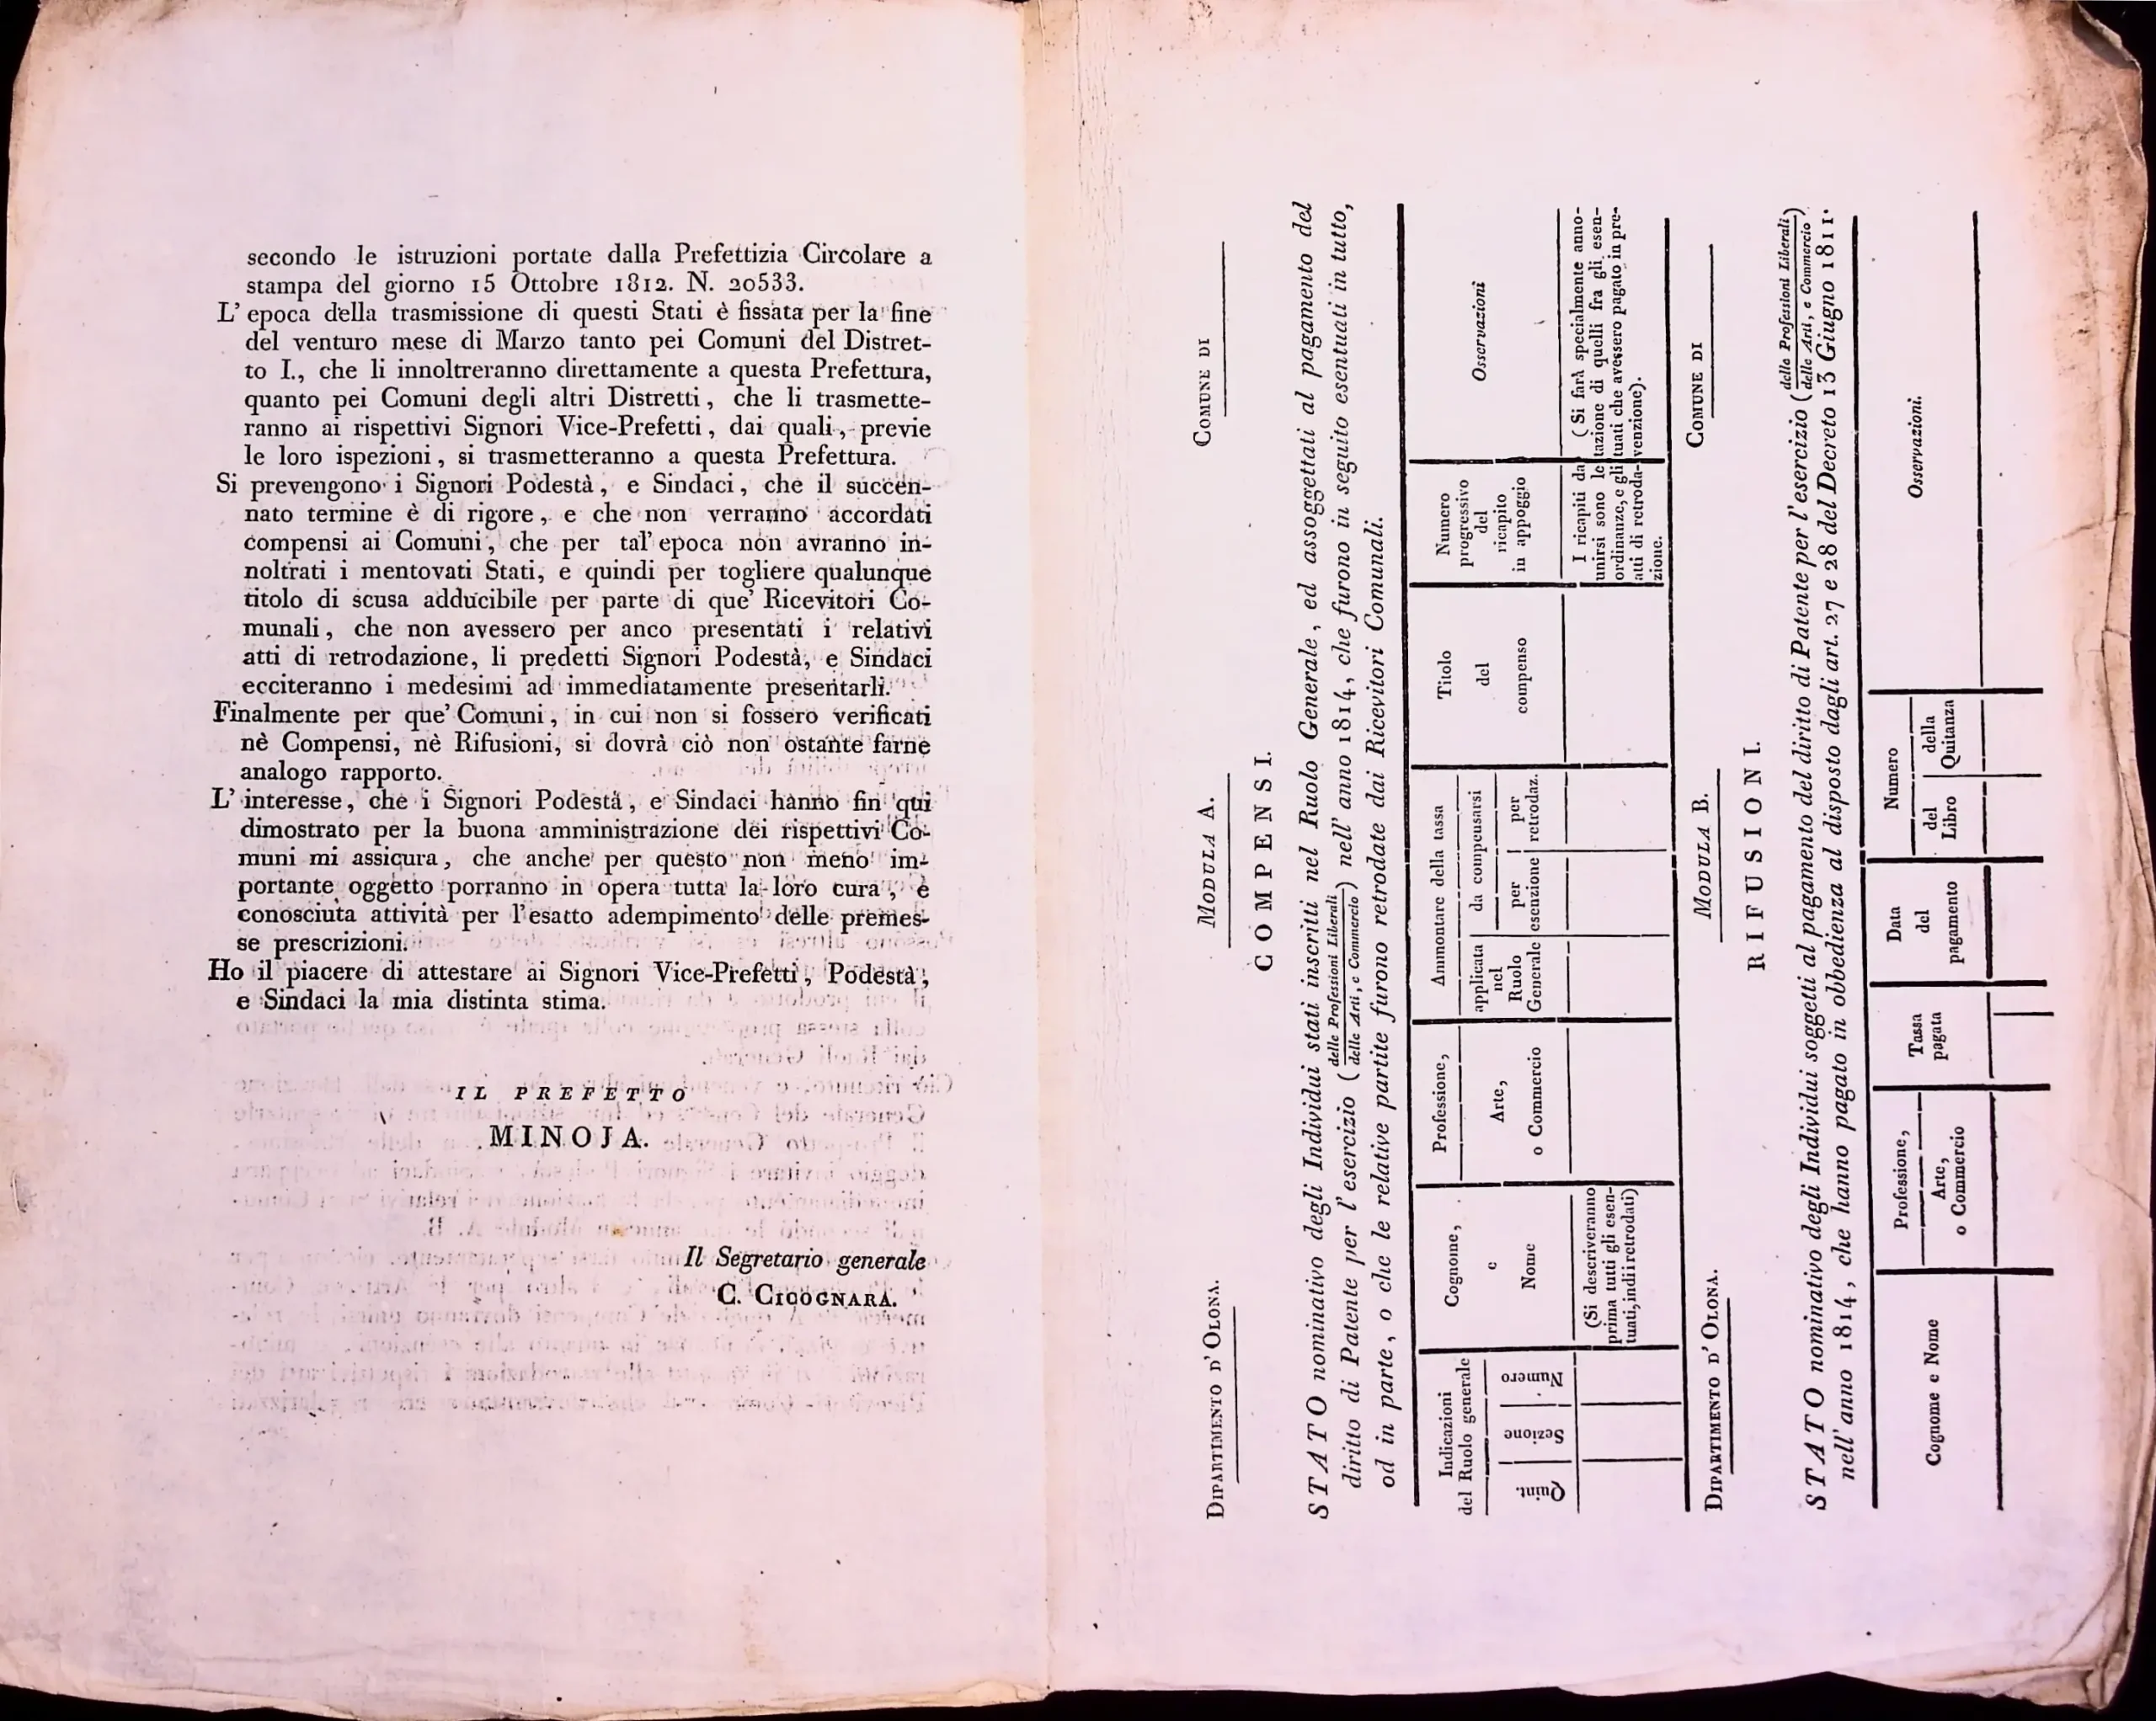 secondo le istruzioni portate dalla Prefettizia Circolare a
stampa del giorno 15 Ottobre 1812. N. 20533.
L' epoca della trasmissione di questi Stati è fissata per la fine
del venturo mese di Marzo tanto pei Comuni del Distret-
to I., che li innoltreranno direttamente a questa Prefettura,
quanto pei Comuni degli altri Distretti, che li trasmette-
ranno ai rispettivi Signori Vice-Prefetti, dai quali, previe
le loro ispezioni, si trasmetteranno a questa Prefettura.
Si prevengono i Signori Podestà, e Sindaci, che il succen-
nato termine è di rigore, e che non verranno accordati
compensi ai Comuni, che per tal' epoca non avranno in-
noltrati i mentovati Stati, e quindi per togliere qualunque
titolo di scusa adducibile per parte di que' Ricevitori Co-
munali, che non avessero per anco presentati i relativi
atti di retrodazione, li predetti Signori Podestà, e Sindaci
ecciteranno i medesimi ad immediatamente presentarli.
Finalmente per que' Comuni, in cui non si fossero verificati
nè Compensi, nè Rifusioni, si dovrà ciò non ostante farne
analogo rapporto.
L' interesse, che i Signori Podestà, e Sindaci hanno fin qui
dimostrato per la buona amministrazione dei rispettivi Co-
muni mi assicura, che anche per questo non meno im-
portante oggetto porranno in opera tutta la loro cura, e
conosciuta attività per l'esatto adempimento delle premes-
se prescrizioni.
Ho il piacere di attestare ai Signori Vice-Prefetti, Podestà,
e Sindaci la mia distinta stima.
IL PREFETTO
MINOJA.
Il Segretario generale
C. CICOGNARA.
DIPARTIMENTO D' OLONA. MODULA A. COMUNE DI
COMPENSI.
STATO nominativo degli Individui stati inscritti nel Ruolo Generale, ed assoggettati al pagamento del
diritto di Patente per l' esercizio ( delle Professioni Liberali / delle Arti, e Commercio ) nell' anno 1814, che furono in seguito esentuati in tutto,
od in parte, o che le relative partite furono retrodate dai Ricevitori Comunali.
Indicazioni
del Ruolo generale
Quint.
Sezione
Numero
Cognome,
e
Nome
Professione,
Arte,
o Commercio
Ammontare della tassa
applicata
nel
Ruolo
Generale
da compensarsi
per
esenzione
per
retrodaz.
Titolo
del
compenso
Numero
progressivo
del
ricapito
in appoggio
Osservazioni
(Si descriveranno
prima tutti gli esen-
tuati, indi i retrodati)
I ricapiti da
unirsi sono le
ordinanze, e gli
atti di retroda-
zione.
( Si farà specialmente anno-
tazione di quelli fra gli esen-
tuati che avessero pagato in pre-
venzione).
DIPARTIMENTO D' OLONA. MODULA B. COMUNE DI
RIFUSIONI.
STATO nominativo degli Individui soggetti al pagamento del diritto di Patente per l'esercizio ( delle Professioni Liberali / delle Arti, e Commercio )
nell' anno 1814, che hanno pagato in obbedienza al disposto dagli art. 27 e 28 del Decreto 13 Giugno 1811.
Cognome e Nome
Professione,
Arte,
o Commercio
Tassa
pagata
Data
del
pagamento
Numero
del
Libro
della
Quitanza
Osservazioni.